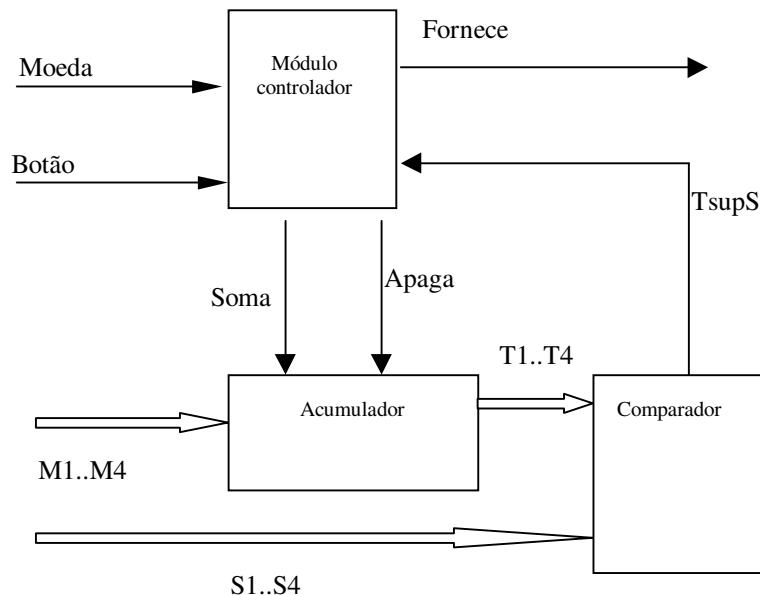 Fornece
Módulo
controlador
Moeda
Botão
TsupS
Apaga
Soma
T1..T4
Acumulador
Comparador
M1..M4
S1..S4